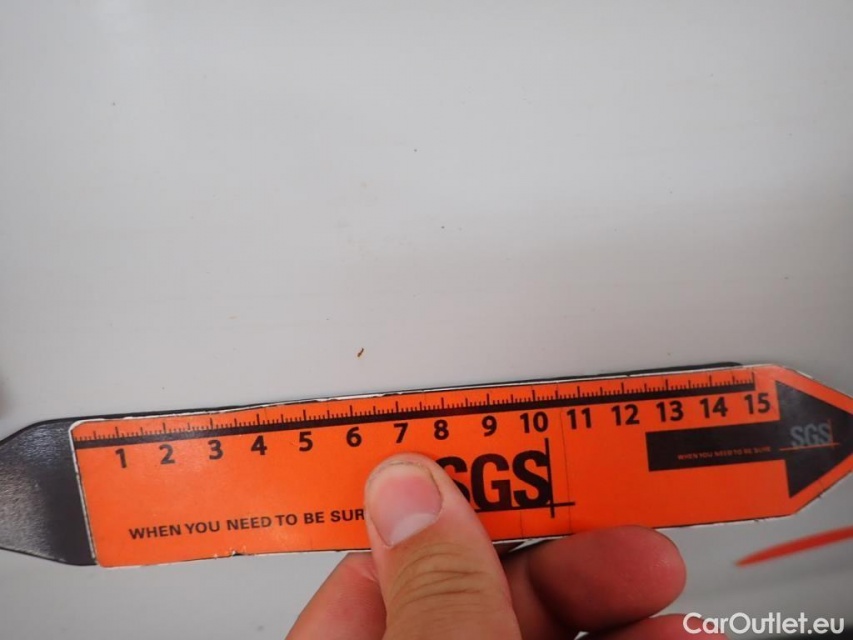 1 2 3 4 5 6 7 8 9 10 11 12 13 14 15
SGS
WHEN YOU NEED TO BE SURE
SGS
WHEN YOU NEED TO BE SUR
CarOutlet.eu